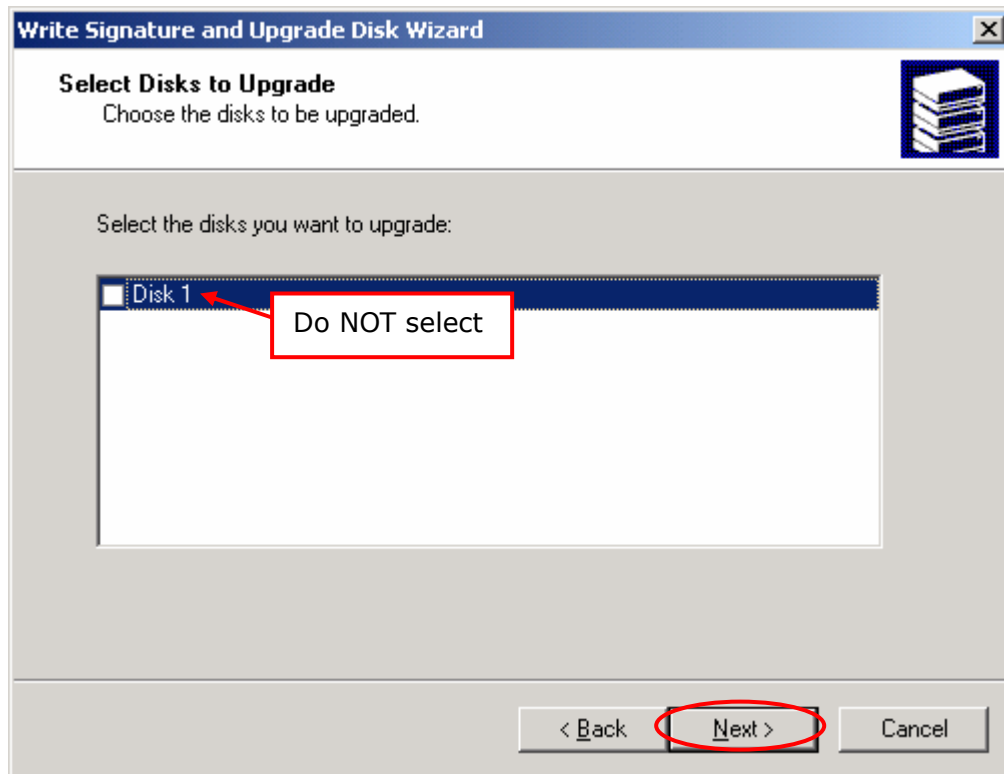 Write Signature and Upgrade Disk Wizard
Select Disks to Upgrade
Choose the disks to be upgraded.
Select the disks you want to upgrade:
Disk 1
Do NOT select
< Back Next > Cancel